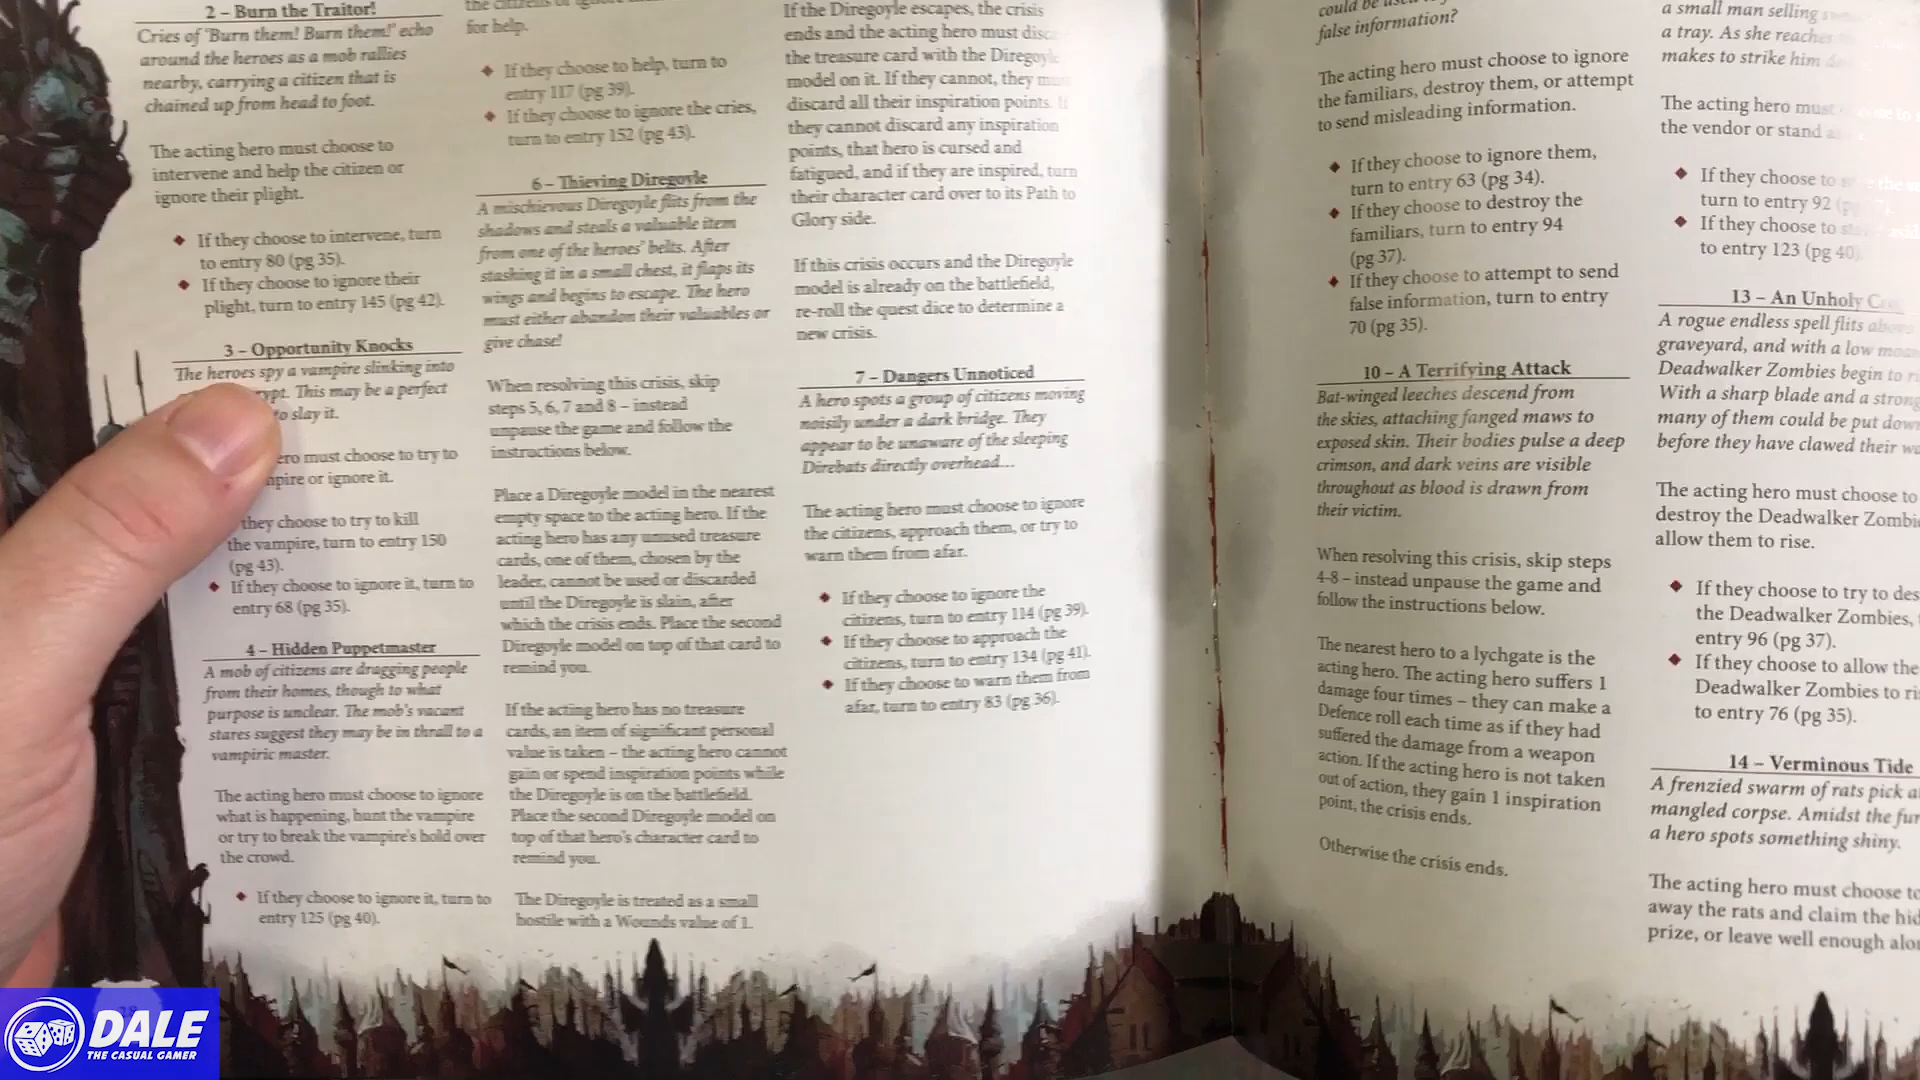 2 – Burn the Traitor!
Cries of 'Burn them! Burn them!' echo
around the heroes as a mob rallies
nearby, carrying a citizen that is
chained up from head to foot.
The acting hero must choose to
intervene and help the citizen or
ignore their plight.
If they choose to intervene, turn
to entry 80 (pg 35).
If they choose to ignore their
plight, turn to entry 145 (pg 42).
3 – Opportunity Knocks
The heroes spy a vampire slinking into
This may be a perfect
to slay it.
must choose to try to
or ignore it.
they choose to try to kill
the vampire, turn to entry 150
(pg 43).
If they choose to ignore it, turn to
entry 68 (pg 35).
4 – Hidden Puppetmaster
A mob of citizens are dragging people
from their homes, though to what
purpose is unclear. The mob's vacant
stares suggest they may be in thrall to a
vampiric master.
The acting hero must choose to ignore
what is happening, hunt the vampire
or try to break the vampire's hold over
the crowd.
If they choose to ignore it, turn to
entry 125 (pg 40).
for help.
If they choose to help, turn to
entry 117 (pg 39).
If they choose to ignore the cries,
turn to entry 152 (pg 43).
6 – Thieving Diregoyle
A mischievous Diregoyle flits from the
shadows and steals a valuable item
from one of the heroes' belts. After
stashing it in a small chest, it flaps its
wings and begins to escape. The hero
must either abandon their valuables or
give chase!
When resolving this crisis, skip
steps 5, 6, 7 and 8 – instead
unpause the game and follow the
instructions below.
Place a Diregoyle model in the nearest
empty space to the acting hero. If the
acting hero has any unused treasure
cards, one of them, chosen by the
leader, cannot be used or discarded
until the Diregoyle is slain, after
which the crisis ends. Place the second
Diregoyle model on top of that card to
remind you.
If the acting hero has no treasure
cards, an item of significant personal
value is taken – the acting hero cannot
gain or spend inspiration points while
the Diregoyle is on the battlefield.
Place the second Diregoyle model on
top of that hero's character card to
remind you.
The Diregoyle is treated as a small
hostile with a Wounds value of 1.
If the Diregoyle escapes, the crisis
ends and the acting hero must
the treasure card with the Diregoyle
model on it. If they cannot, they must
discard all their inspiration points. If
they cannot discard any inspiration
points, that hero is cursed and
fatigued, and if they are inspired, turn
their character card over to its Path to
Glory side.
If this crisis occurs and the Diregoyle
model is already on the battlefield,
re-roll the quest dice to determine a
new crisis.
7 – Dangers Unnoticed
A hero spots a group of citizens moving
noisily under a dark bridge. They
appear to be unaware of the sleeping
Direbats directly overhead...
The acting hero must choose to ignore
the citizens, approach them, or try to
warn them from afar.
If they choose to ignore the
citizens, turn to entry 114 (pg 39).
If they choose to approach the
citizens, turn to entry 134 (pg 41).
If they choose to warn them from
afar, turn to entry 83 (pg 36).
could be
false information?
The acting hero must choose to ignore
the familiars, destroy them, or attempt
to send misleading information.
If they choose to ignore them,
turn to entry 63 (pg 34).
If they choose to destroy the
familiars, turn to entry 94
(pg 37).
If they choose to attempt to send
false information, turn to entry
70 (pg 35).
10 – A Terrifying Attack
Bat-winged leeches descend from
the skies, attaching fanged maws to
exposed skin. Their bodies pulse a deep
crimson, and dark veins are visible
throughout as blood is drawn from
their victim.
When resolving this crisis, skip steps
4-8 – instead unpause the game and
follow the instructions below.
The nearest hero to a lychgate is the
acting hero. The acting hero suffers 1
damage four times – they can make a
Defence roll each time as if they had
suffered the damage from a weapon
action. If the acting hero is not taken
out of action, they gain 1 inspiration
point, the crisis ends.
Otherwise the crisis ends.
a small man selling
a tray. As she reaches
makes to strike him
The acting hero must
the vendor or stand
If they choose to
turn to entry 92
If they choose to
to entry 123 (pg 40)
13 – An Unholy
A rogue endless spell flits
graveyard, and with a low
Deadwalker Zombies begin to
With a sharp blade and a strong
many of them could be put down
before they have clawed their
The acting hero must choose to
destroy the Deadwalker
allow them to rise.
If they choose to try to
the Deadwalker Zombies,
entry 96 (pg 37).
If they choose to allow the
Deadwalker Zombies to
to entry 76 (pg 35).
14 – Verminous Tide
A frenzied swarm of rats pick
mangled corpse. Amidst the
a hero spots something shiny.
The acting hero must choose to
away the rats and claim the
prize, or leave well enough
DALE
THE CASUAL GAMER